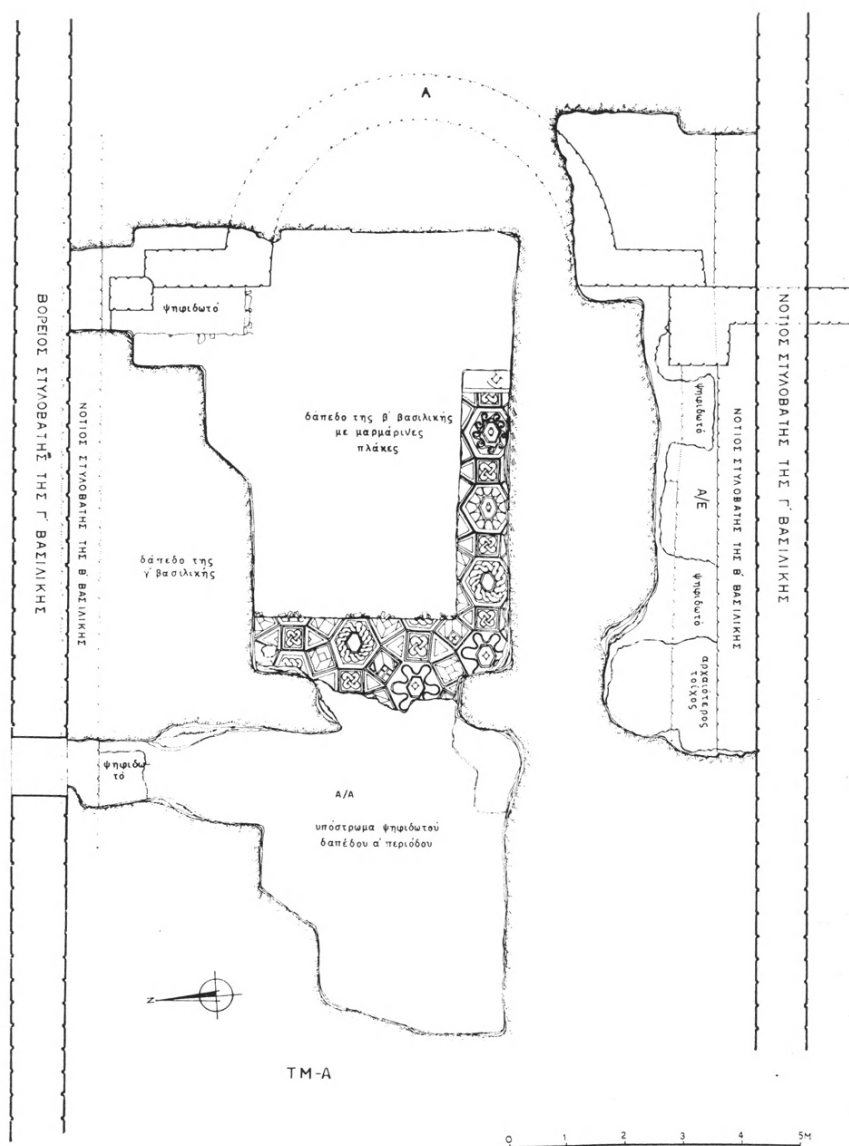 Α
ΒΟΡΕΙΟΣ ΣΤΥΛΟΒΑΤΗΣ ΤΗΣ Γ΄ ΒΑΣΙΛΙΚΗΣ
ΝΟΤΙΟΣ ΣΤΥΛΟΒΑΤΗΣ ΤΗΣ Β΄ ΒΑΣΙΛΙΚΗΣ
ψηφιδωτό
δάπεδο της β΄ βασιλικής
με μαρμάρινες
πλάκες
δάπεδο της
γ΄ βασιλικής
ψηφιδωτό
Α/Ε
ψηφιδωτό
αρχαιότερος
τοίχος
ΝΟΤΙΟΣ ΣΤΥΛΟΒΑΤΗΣ ΤΗΣ Β΄ ΒΑΣΙΛΙΚΗΣ
ΝΟΤΙΟΣ ΣΤΥΛΟΒΑΤΗΣ ΤΗΣ Γ΄ ΒΑΣΙΛΙΚΗΣ
ψηφιδω-
τό
Α/Α
υπόστρωμα ψηφιδωτού
δαπέδου α΄ περιόδου
Ν
ΤΜ-Α
0 1 2 3 4 5Μ